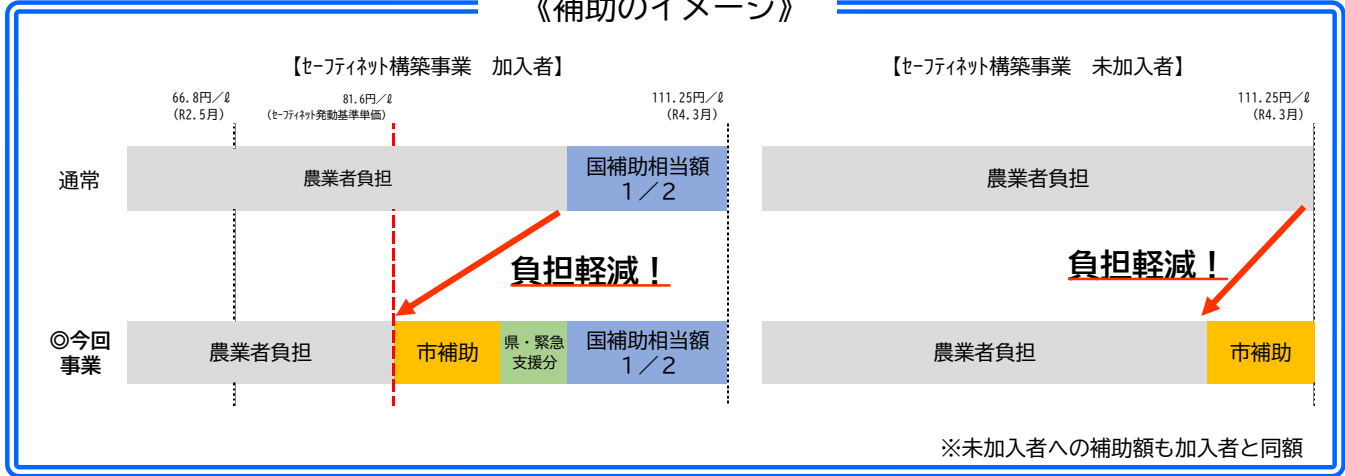 《補助のイメージ》
【ｾｰﾌﾃｨﾈｯﾄ構築事業　加入者】
【ｾｰﾌﾃｨﾈｯﾄ構築事業　未加入者】
66.8円／ℓ
(R2.5月)
81.6円／ℓ
(ｾｰﾌﾃｨﾈｯﾄ発動基準単価)
111.25円／ℓ
(R4.3月)
111.25円／ℓ
(R4.3月)
通常
農業者負担
国補助相当額
１／２
農業者負担
負担軽減！
負担軽減！
◎今回
事業
農業者負担
市補助
県・緊急
支援分
国補助相当額
１／２
農業者負担
市補助
※未加入者への補助額も加入者と同額